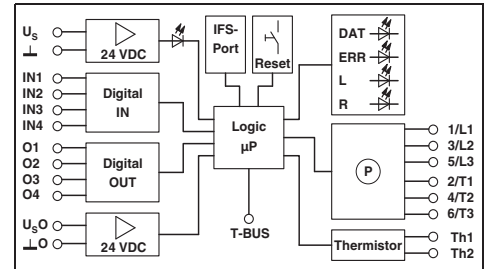 US
⊥
24 VDC
IFS-
Port
Reset
DAT
ERR
L
R
IN1
IN2
IN3
IN4
Digital
IN
Logic
µP
O1
O2
O3
O4
Digital
OUT
P
1/L1
3/L2
5/L3
2/T1
4/T2
6/T3
USO
⊥O
24 VDC
T-BUS
Thermistor
Th1
Th2